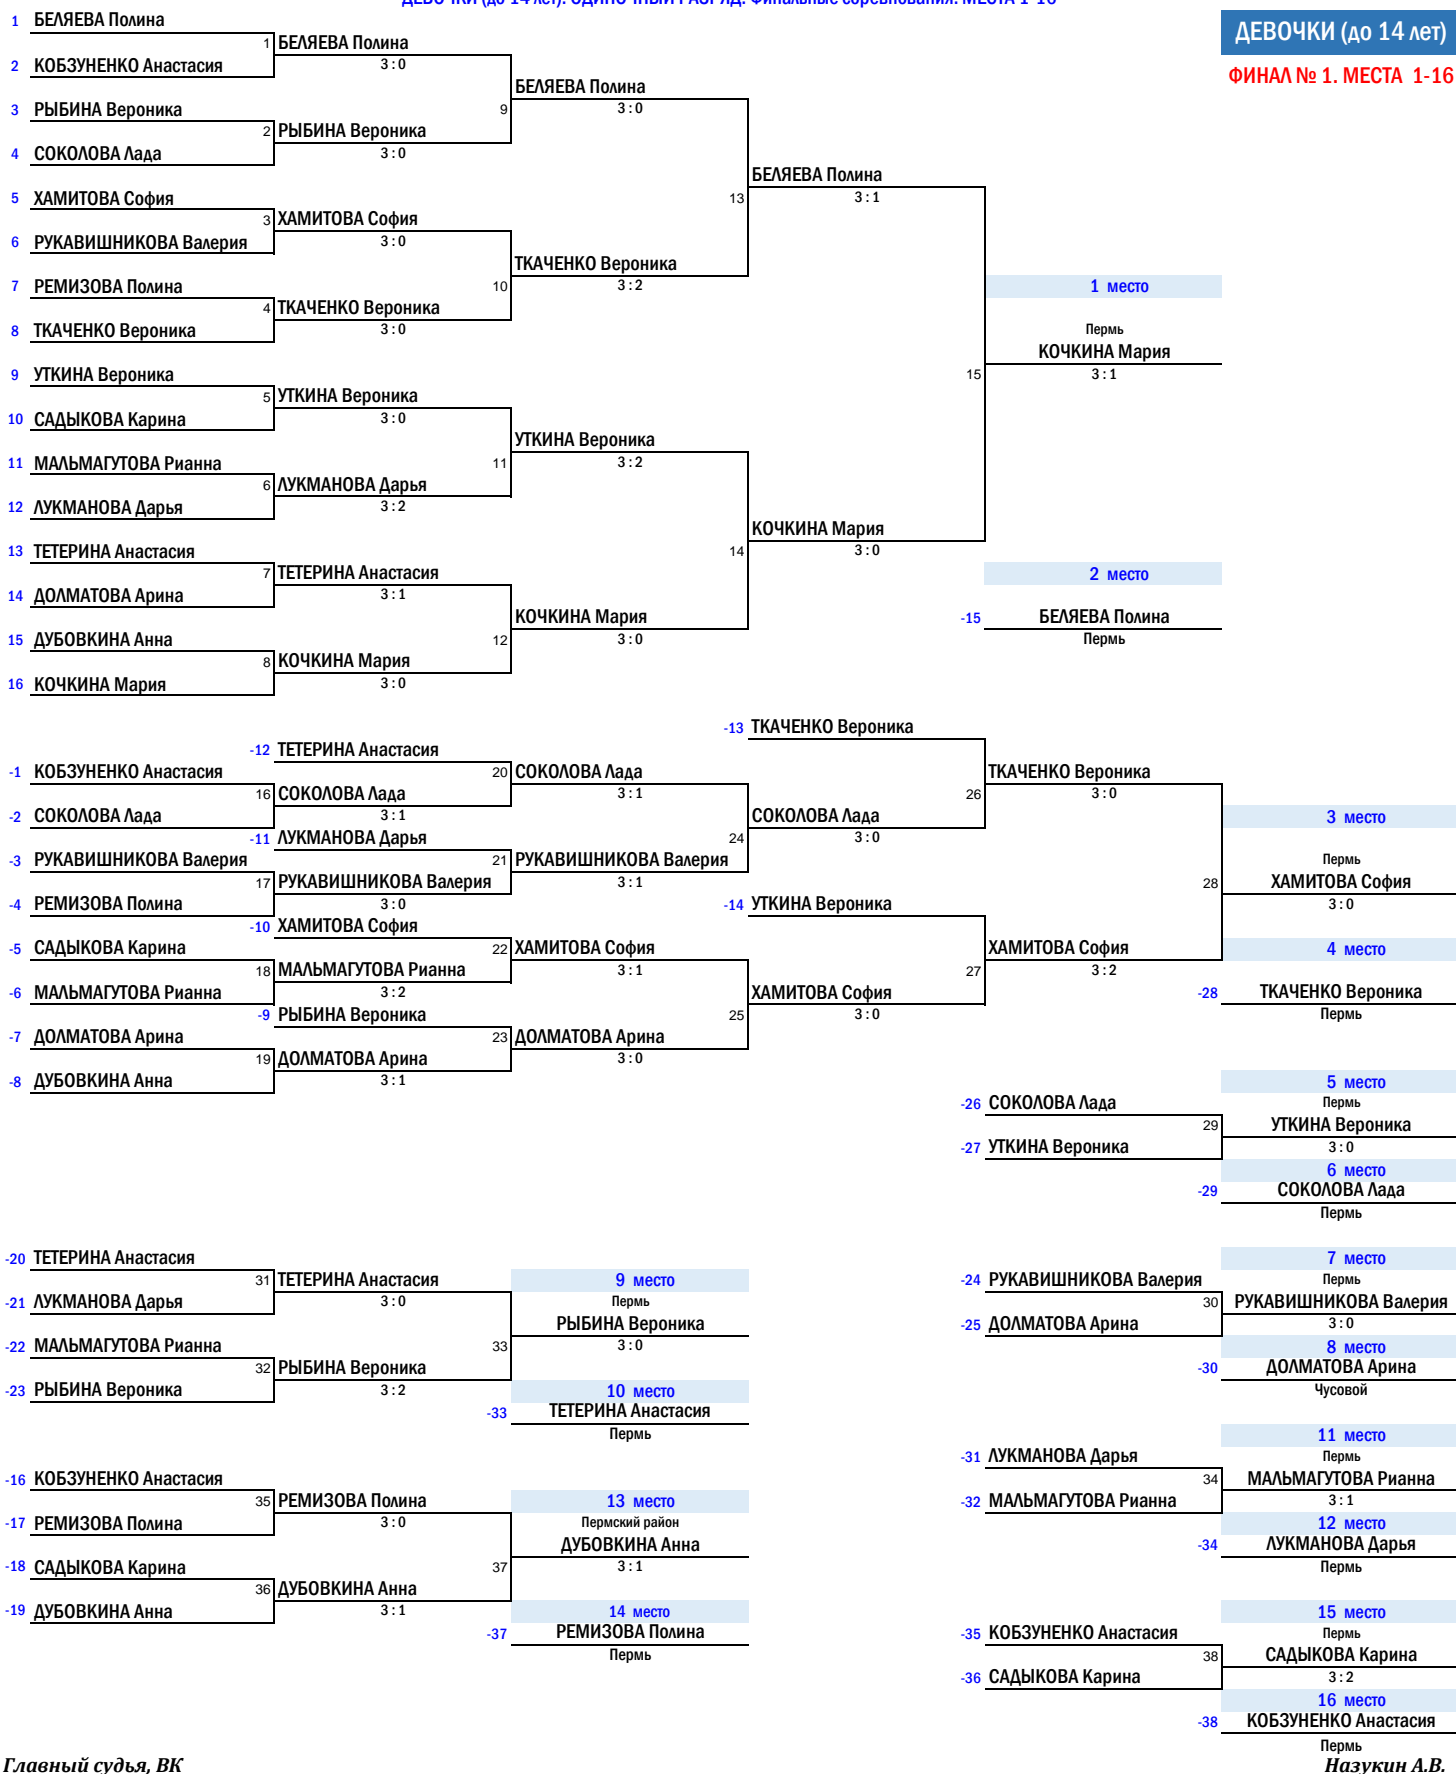 ДЕВОЧКИ (до 14 лет). ОДИНОЧНЫЙ РАЗРЯД. Финальные соревнования. МЕСТА 1-16
ДЕВОЧКИ (до 14 лет)
ФИНАЛ № 1. МЕСТА 1-16
1 БЕЛЯЕВА Полина
1 БЕЛЯЕВА Полина
3 : 0
2 КОБЗУНЕНКО Анастасия
БЕЛЯЕВА Полина
9 3 : 0
3 РЫБИНА Вероника
2 РЫБИНА Вероника
3 : 0
4 СОКОЛОВА Лада
БЕЛЯЕВА Полина
13 3 : 1
5 ХАМИТОВА София
3 ХАМИТОВА София
3 : 0
6 РУКАВИШНИКОВА Валерия
ТКАЧЕНКО Вероника
10 3 : 2
7 РЕМИЗОВА Полина
4 ТКАЧЕНКО Вероника
3 : 0
8 ТКАЧЕНКО Вероника
1 место
Пермь
КОЧКИНА Мария
15 3 : 1
9 УТКИНА Вероника
5 УТКИНА Вероника
3 : 0
10 САДЫКОВА Карина
УТКИНА Вероника
11 3 : 2
11 МАЛЬМАГУТОВА Рианна
6 ЛУКМАНОВА Дарья
3 : 2
12 ЛУКМАНОВА Дарья
КОЧКИНА Мария
14 3 : 0
13 ТЕТЕРИНА Анастасия
7 ТЕТЕРИНА Анастасия
3 : 1
14 ДОЛМАТОВА Арина
КОЧКИНА Мария
12 3 : 0
15 ДУБОВКИНА Анна
8 КОЧКИНА Мария
3 : 0
16 КОЧКИНА Мария
2 место
-15 БЕЛЯЕВА Полина
Пермь
-13 ТКАЧЕНКО Вероника
-12 ТЕТЕРИНА Анастасия
-1 КОБЗУНЕНКО Анастасия
20 СОКОЛОВА Лада
3 : 1
ТКАЧЕНКО Вероника
26 3 : 0
16 СОКОЛОВА Лада
3 : 1
-2 СОКОЛОВА Лада
СОКОЛОВА Лада
24 3 : 0
3 место
-11 ЛУКМАНОВА Дарья
-3 РУКАВИШНИКОВА Валерия
21 РУКАВИШНИКОВА Валерия
3 : 1
Пермь
17 РУКАВИШНИКОВА Валерия
3 : 0
28 ХАМИТОВА София
3 : 0
-4 РЕМИЗОВА Полина
-14 УТКИНА Вероника
-10 ХАМИТОВА София
-5 САДЫКОВА Карина
22 ХАМИТОВА София
3 : 1
ХАМИТОВА София
27 3 : 2
4 место
18 МАЛЬМАГУТОВА Рианна
3 : 2
-6 МАЛЬМАГУТОВА Рианна
ХАМИТОВА София
25 3 : 0
-28 ТКАЧЕНКО Вероника
Пермь
-9 РЫБИНА Вероника
-7 ДОЛМАТОВА Арина
23 ДОЛМАТОВА Арина
3 : 0
19 ДОЛМАТОВА Арина
3 : 1
-8 ДУБОВКИНА Анна
5 место
-26 СОКОЛОВА Лада
Пермь
29 УТКИНА Вероника
3 : 0
-27 УТКИНА Вероника
6 место
-29 СОКОЛОВА Лада
Пермь
-20 ТЕТЕРИНА Анастасия
31 ТЕТЕРИНА Анастасия
3 : 0
-21 ЛУКМАНОВА Дарья
9 место
Пермь
РЫБИНА Вероника
33 3 : 0
-22 МАЛЬМАГУТОВА Рианна
32 РЫБИНА Вероника
3 : 2
-23 РЫБИНА Вероника
10 место
-33 ТЕТЕРИНА Анастасия
Пермь
7 место
-24 РУКАВИШНИКОВА Валерия
Пермь
30 РУКАВИШНИКОВА Валерия
3 : 0
-25 ДОЛМАТОВА Арина
8 место
-30 ДОЛМАТОВА Арина
Чусовой
11 место
-31 ЛУКМАНОВА Дарья
Пермь
34 МАЛЬМАГУТОВА Рианна
3 : 1
-32 МАЛЬМАГУТОВА Рианна
12 место
-34 ЛУКМАНОВА Дарья
Пермь
-16 КОБЗУНЕНКО Анастасия
35 РЕМИЗОВА Полина
3 : 0
-17 РЕМИЗОВА Полина
13 место
Пермский район
ДУБОВКИНА Анна
37 3 : 1
-18 САДЫКОВА Карина
36 ДУБОВКИНА Анна
3 : 1
-19 ДУБОВКИНА Анна
14 место
-37 РЕМИЗОВА Полина
Пермь
15 место
-35 КОБЗУНЕНКО Анастасия
Пермь
38 САДЫКОВА Карина
3 : 2
-36 САДЫКОВА Карина
16 место
-38 КОБЗУНЕНКО Анастасия
Пермь
Главный судья, ВК Назукин А.В.